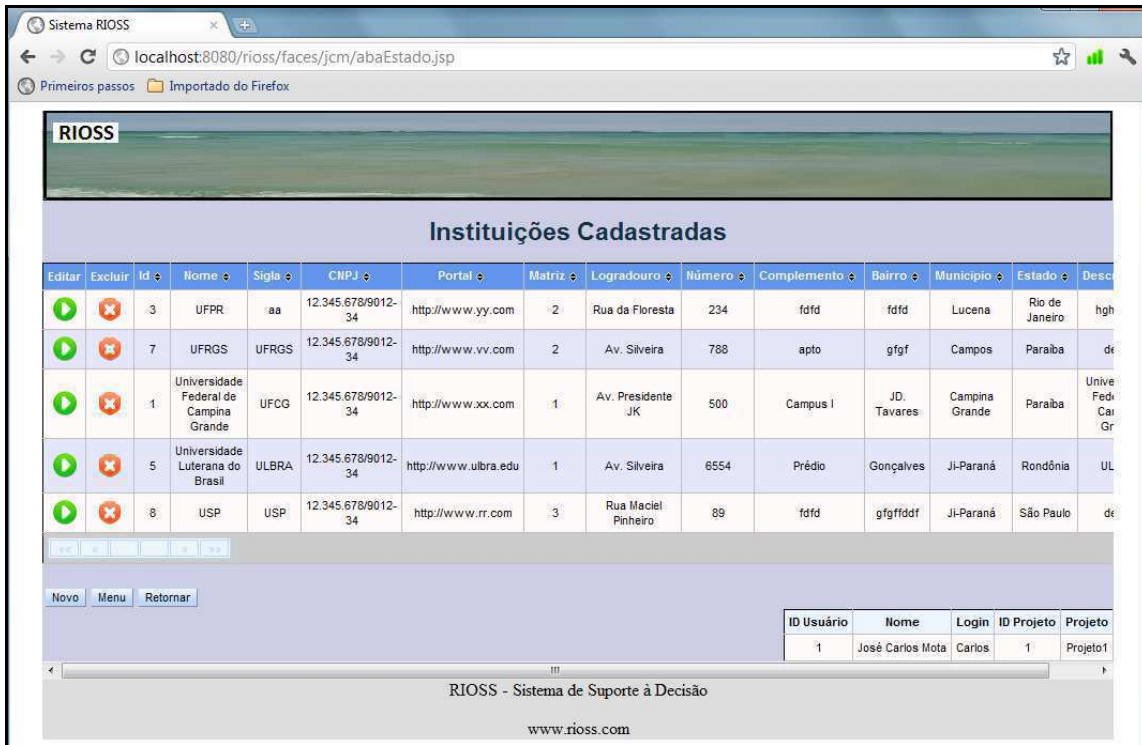 Sistema RIOSS
localhost:8080/rioss/faces/jcm/abaEstado.jsp
Primeiros passos Importado do Firefox
RIOSS
Instituições Cadastradas
Editar Excluir Id Nome Sigla CNPJ Portal Matriz Logradouro Número Complemento Bairro Município Estado Descr
3 UFPR aa 12.345.678/9012-34 http://www.yy.com 2 Rua da Floresta 234 fdfd fdfd Lucena Rio de Janeiro hgh
7 UFRGS UFRGS 12.345.678/9012-34 http://www.vv.com 2 Av. Silveira 788 apto gfgf Campos Paraíba de
1 Universidade Federal de Campina Grande UFCG 12.345.678/9012-34 http://www.xx.com 1 Av. Presidente JK 500 Campus I JD. Tavares Campina Grande Paraíba Unive Fede Ca Gr
5 Universidade Luterana do Brasil ULBRA 12.345.678/9012-34 http://www.ulbra.edu 1 Av. Silveira 6554 Prédio Gonçalves Ji-Paraná Rondônia UL
8 USP USP 12.345.678/9012-34 http://www.rr.com 3 Rua Maciel Pinheiro 89 fdfd gfgffddf Ji-Paraná São Paulo de
Novo Menu Retornar
ID Usuário Nome Login ID Projeto Projeto
1 José Carlos Mota Carlos 1 Projeto1
RIOSS - Sistema de Suporte à Decisão
www.rioss.com